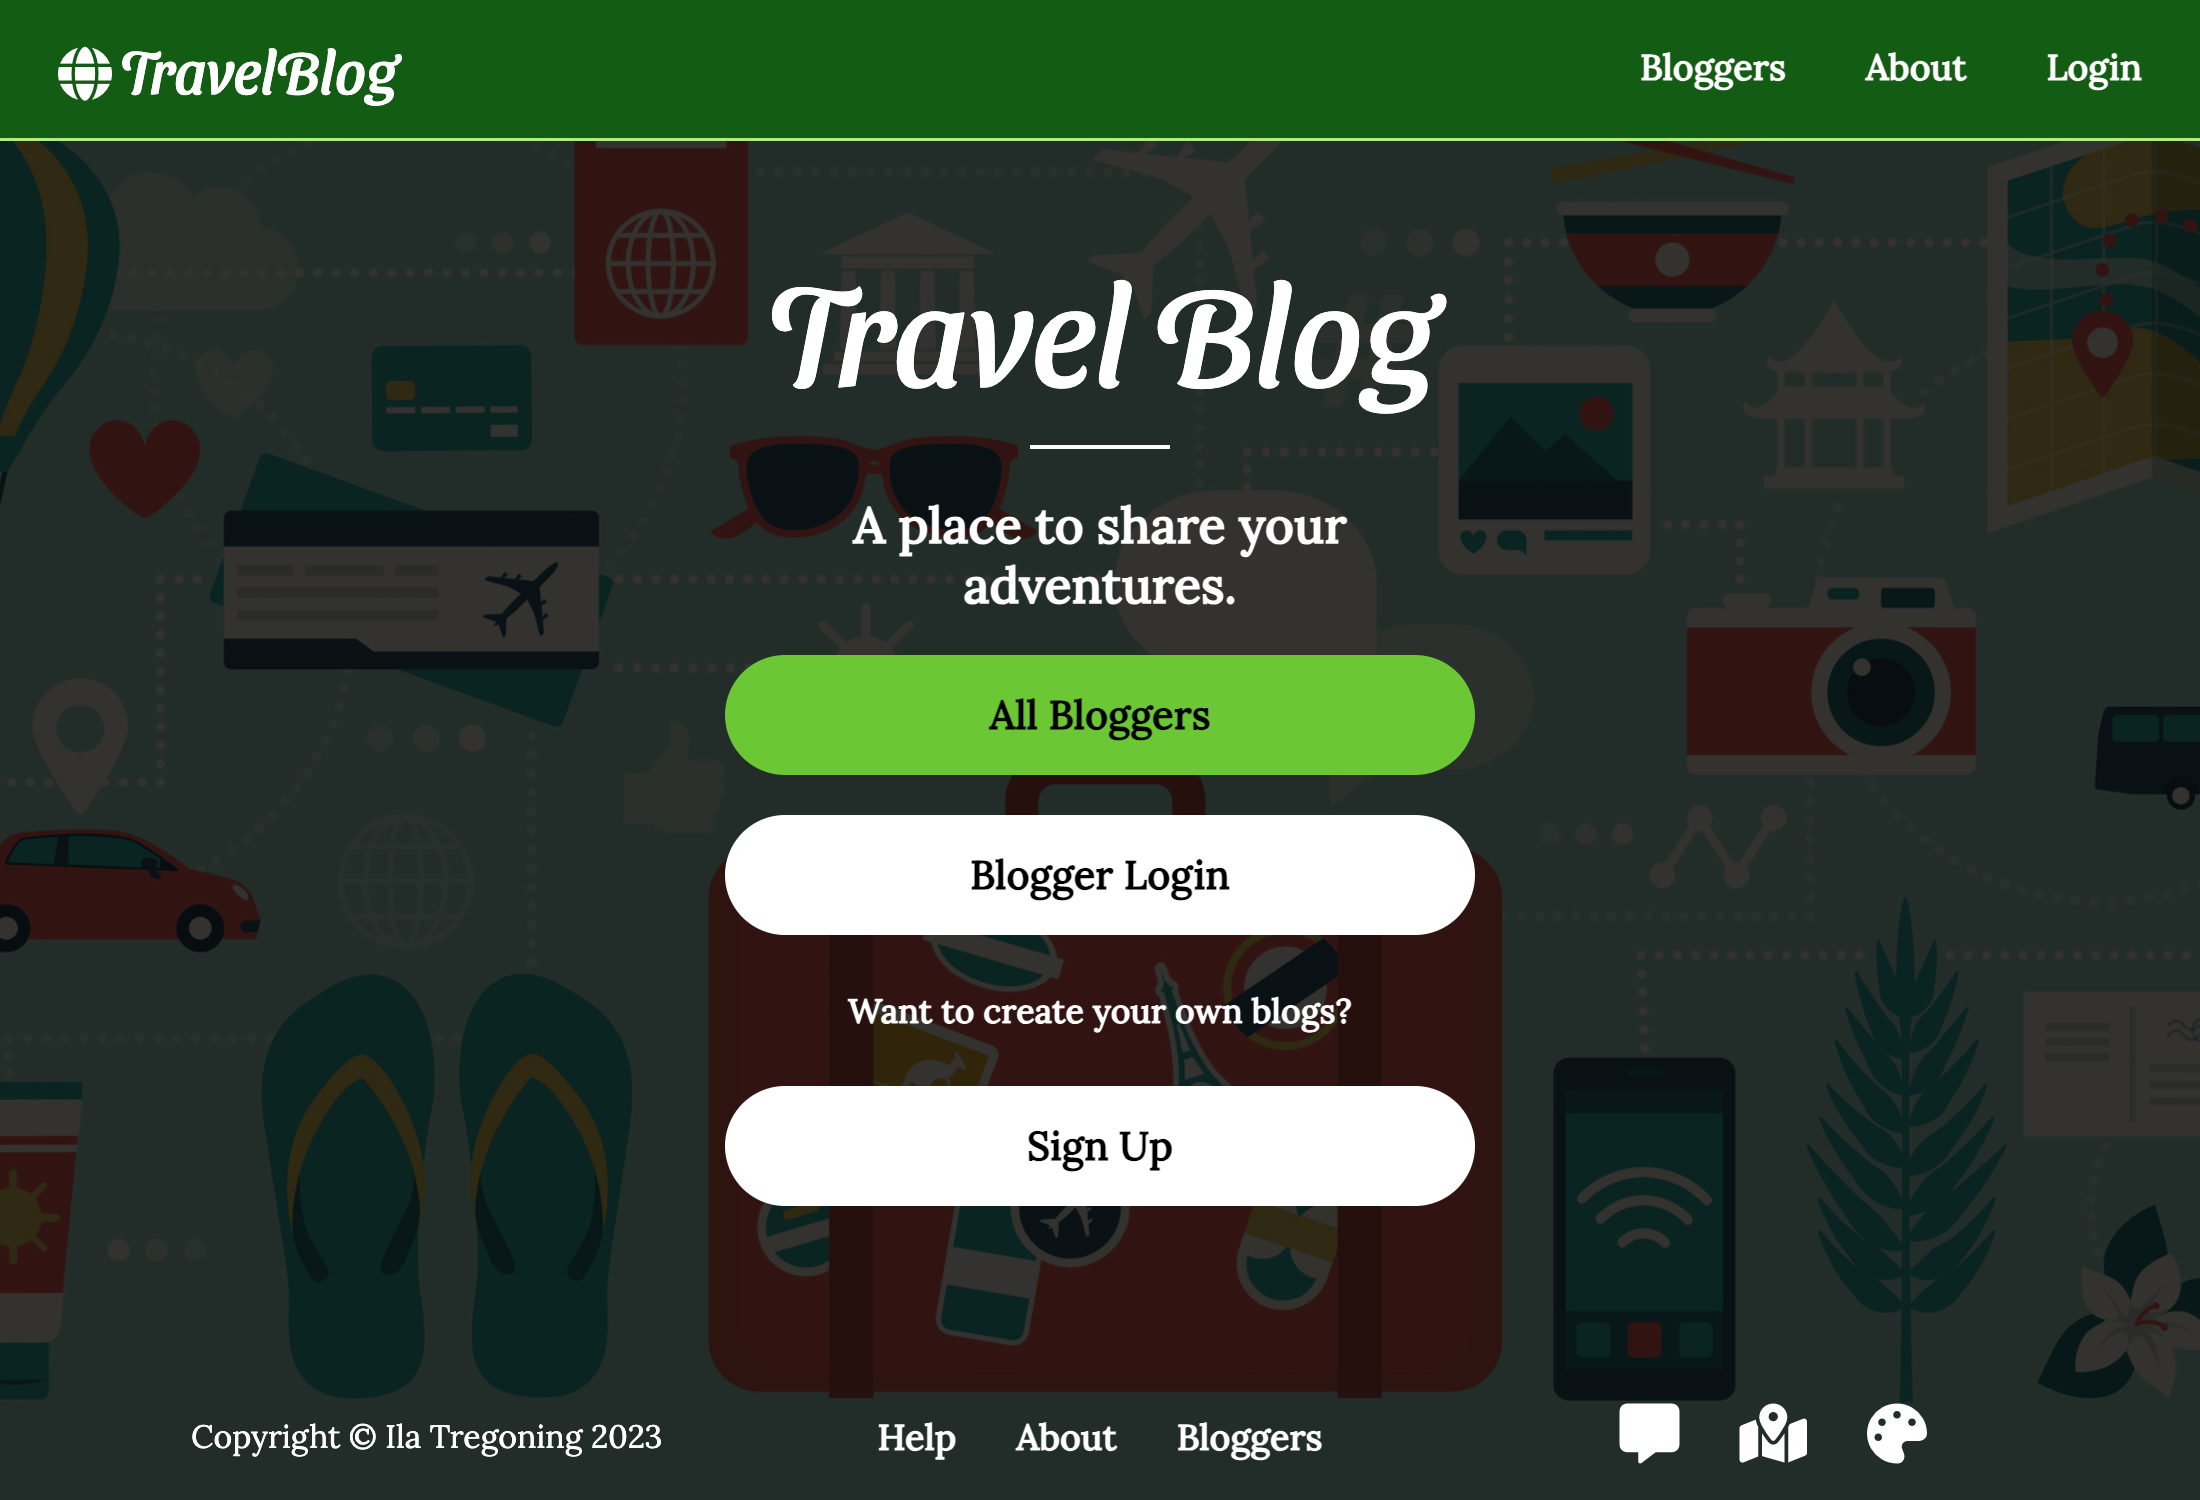 TravelBlog
Bloggers About Login
Travel Blog
A place to share your
adventures.
All Bloggers
Blogger Login
Want to create your own blogs?
Sign Up
Copyright © Ila Tregoning 2023
Help About Bloggers